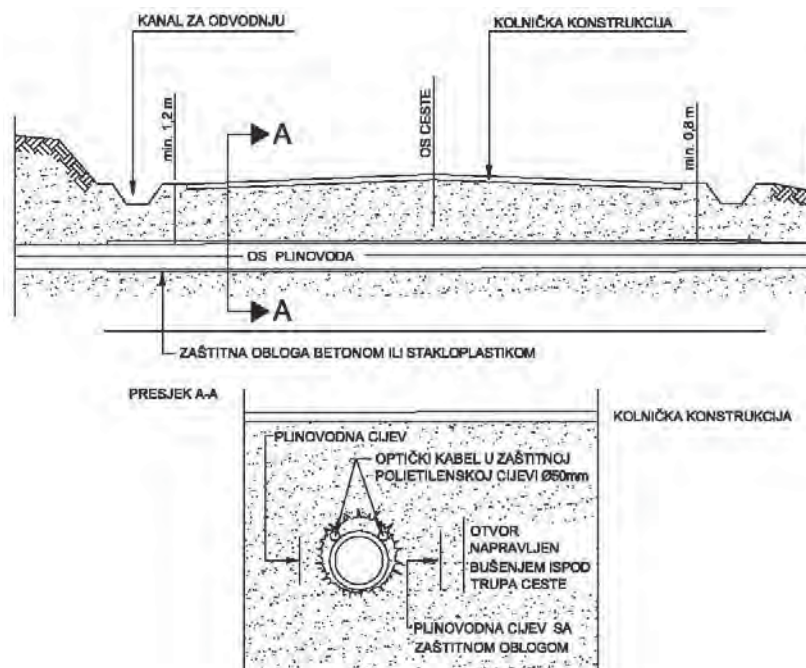 KANAL ZA ODVODNJU
KOLNIČKA KONSTRUKCIJA
min. 1,2 m
A
OS CESTE
min. 0,8 m
OS PLINOVODA
A
ZAŠTITNA OBLOGA BETONOM ILI STAKLOPLASTIKOM
PRESJEK A-A
KOLNIČKA KONSTRUKCIJA
PLINOVODNA CIJEV
OPTIČKI KABEL U ZAŠTITNOJ
POLIETILENSKOJ CIJEVI Ø50mm
OTVOR
NAPRAVLJEN
BUŠENJEM ISPOD
TRUPA CESTE
PLINOVODNA CIJEV SA
ZAŠTITNOM OBLOGOM